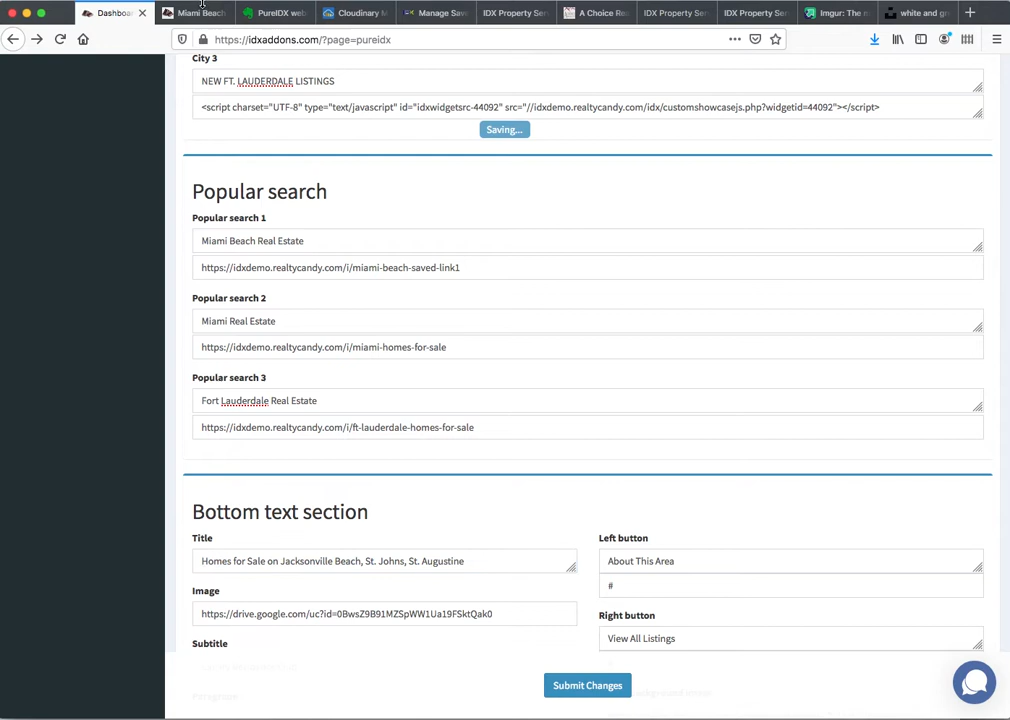 Dashboa
Miami Beach
PureIDX web
Cloudinary M
Manage Save
IDX Property Ser
A Choice Re
IDX Property Ser
IDX Property Ser
Imgur: The m
white and gr
https://idxaddons.com/?page=pureidx
City 3
NEW FT. LAUDERDALE LISTINGS
<script charset="UTF-8" type="text/javascript" id="idxwidgetsrc-44092" src="//idxdemo.realtycandy.com/idx/customshowcasejs.php?widgetid=44092"></script>
Saving...
Popular search
Popular search 1
Miami Beach Real Estate
https://idxdemo.realtycandy.com/i/miami-beach-saved-link1
Popular search 2
Miami Real Estate
https://idxdemo.realtycandy.com/i/miami-homes-for-sale
Popular search 3
Fort Lauderdale Real Estate
https://idxdemo.realtycandy.com/i/ft-lauderdale-homes-for-sale
Bottom text section
Title
Homes for Sale on Jacksonville Beach, St. Johns, St. Augustine
Image
https://drive.google.com/uc?id=0BwsZ9B91MZSpWW1Ua19FSktQak0
Subtitle
Left button
About This Area
#
Right button
View All Listings
Submit Changes